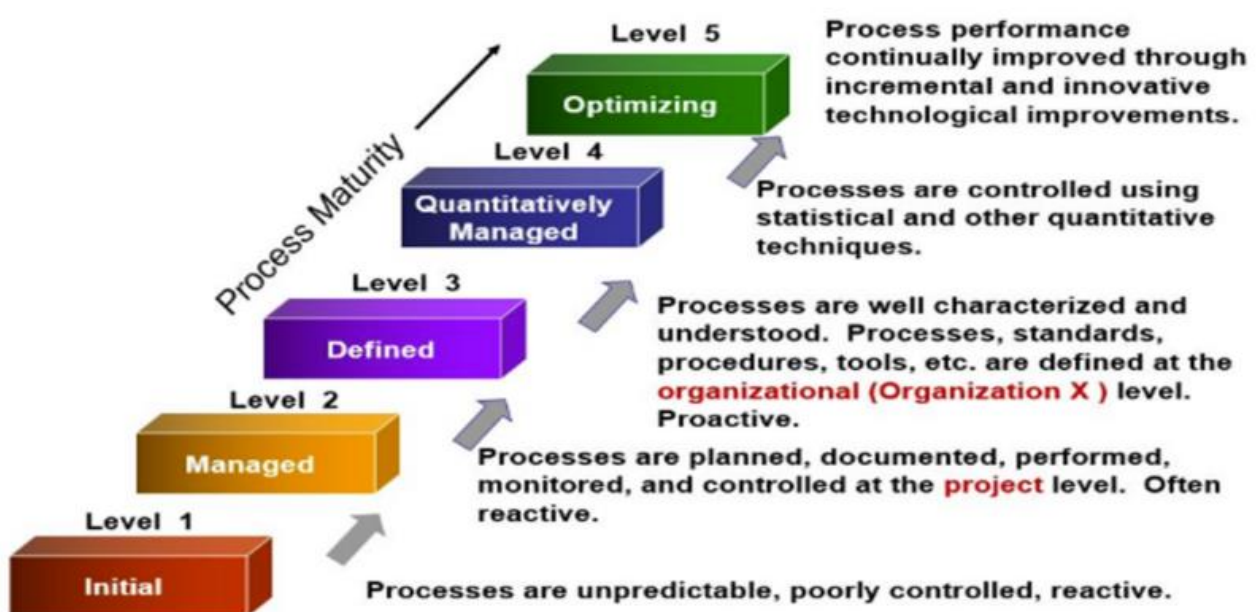 Level 5
Optimizing
Process performance
continually improved through
incremental and innovative
technological improvements.
Process Maturity
Level 4
Quantitatively
Managed
Processes are controlled using
statistical and other quantitative
techniques.
Level 3
Defined
Processes are well characterized and
understood. Processes, standards,
procedures, tools, etc. are defined at the
organizational (Organization X ) level.
Proactive.
Level 2
Managed
Processes are planned, documented, performed,
monitored, and controlled at the project level. Often
reactive.
Level 1
Initial
Processes are unpredictable, poorly controlled, reactive.